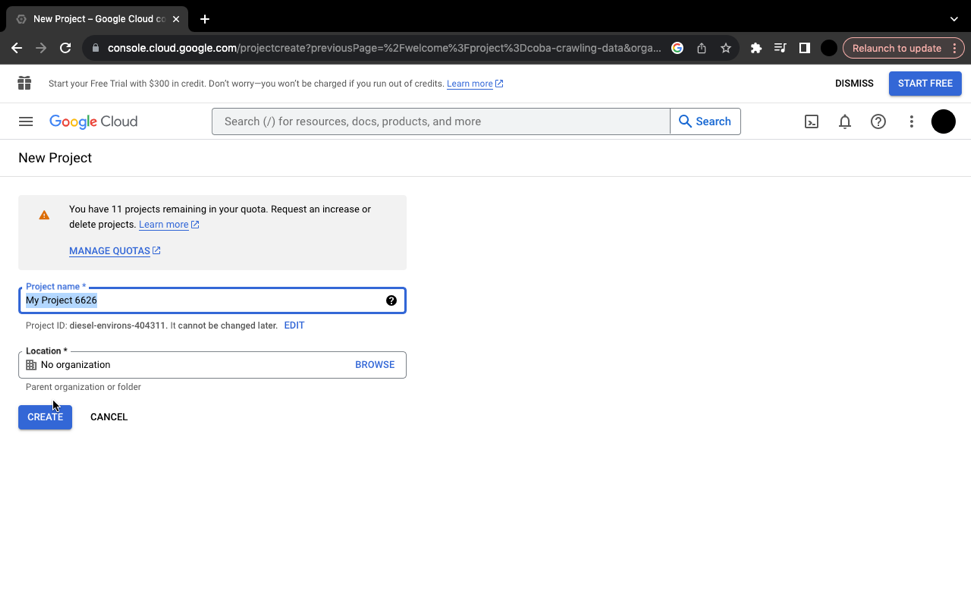 New Project – Google Cloud co
console.cloud.google.com/projectcreate?previousPage=%2Fwelcome%3Fproject%3Dcoba-crawling-data&orga...
Relaunch to update
Start your Free Trial with $300 in credit. Don't worry—you won't be charged if you run out of credits. Learn more
DISMISS
START FREE
Google Cloud
Search (/) for resources, docs, products, and more
Search
New Project
You have 11 projects remaining in your quota. Request an increase or
delete projects. Learn more
MANAGE QUOTAS
Project name *
My Project 6626
Project ID: diesel-environs-404311. It cannot be changed later. EDIT
Location *
No organization
BROWSE
Parent organization or folder
CREATE
CANCEL